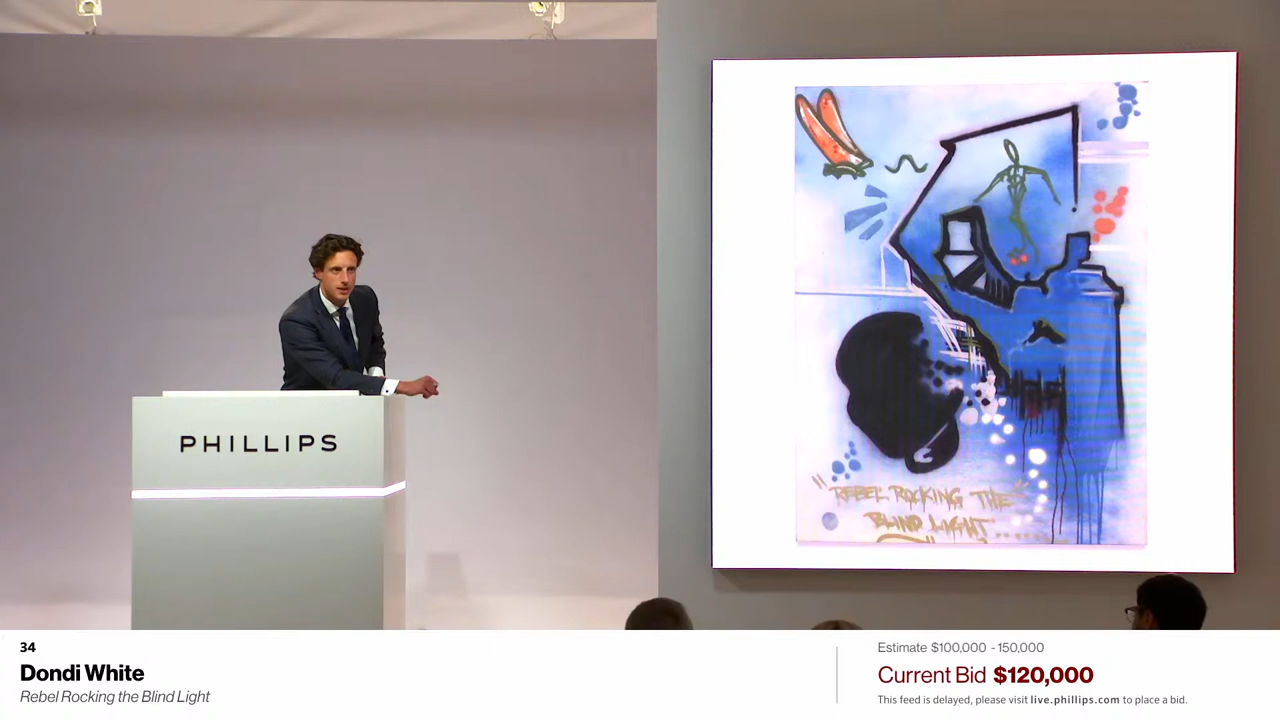 PHILLIPS
"REBEL ROCKING THE
BLIND LIGHT"....
34
Dondi White
Rebel Rocking the Blind Light
Estimate $100,000 - 150,000
Current Bid $120,000
This feed is delayed, please visit live.phillips.com to place a bid.